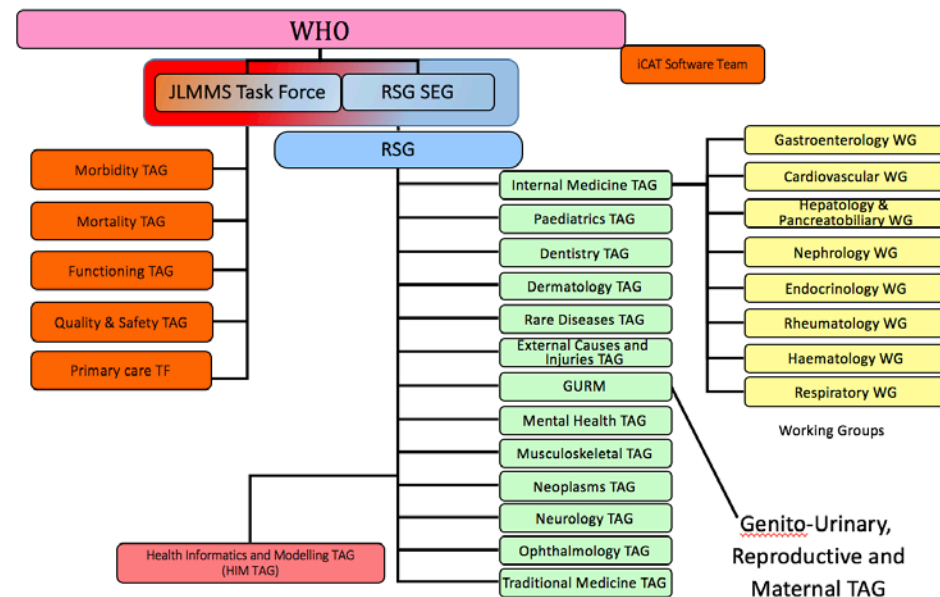 WHO
iCAT Software Team
JLMMS Task Force
RSG SEG
RSG
Morbidity TAG
Mortality TAG
Functioning TAG
Quality & Safety TAG
Primary care TF
Health Informatics and Modelling TAG
(HIM TAG)
Internal Medicine TAG
Paediatrics TAG
Dentistry TAG
Dermatology TAG
Rare Diseases TAG
External Causes and
Injuries TAG
GURM
Mental Health TAG
Musculoskeletal TAG
Neoplasms TAG
Neurology TAG
Ophthalmology TAG
Traditional Medicine TAG
Gastroenterology WG
Cardiovascular WG
Hepatology &
Pancreatobiliary WG
Nephrology WG
Endocrinology WG
Rheumatology WG
Haematology WG
Respiratory WG
Working Groups
Genito-Urinary,
Reproductive and
Maternal TAG